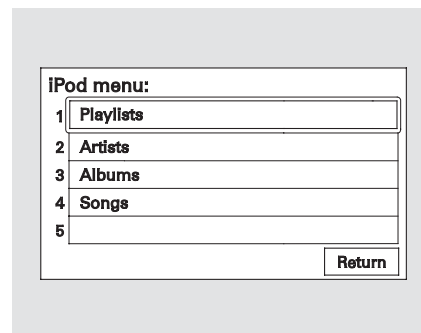 iPod menu:
1 Playlists
2 Artists
3 Albums
4 Songs
5
Return